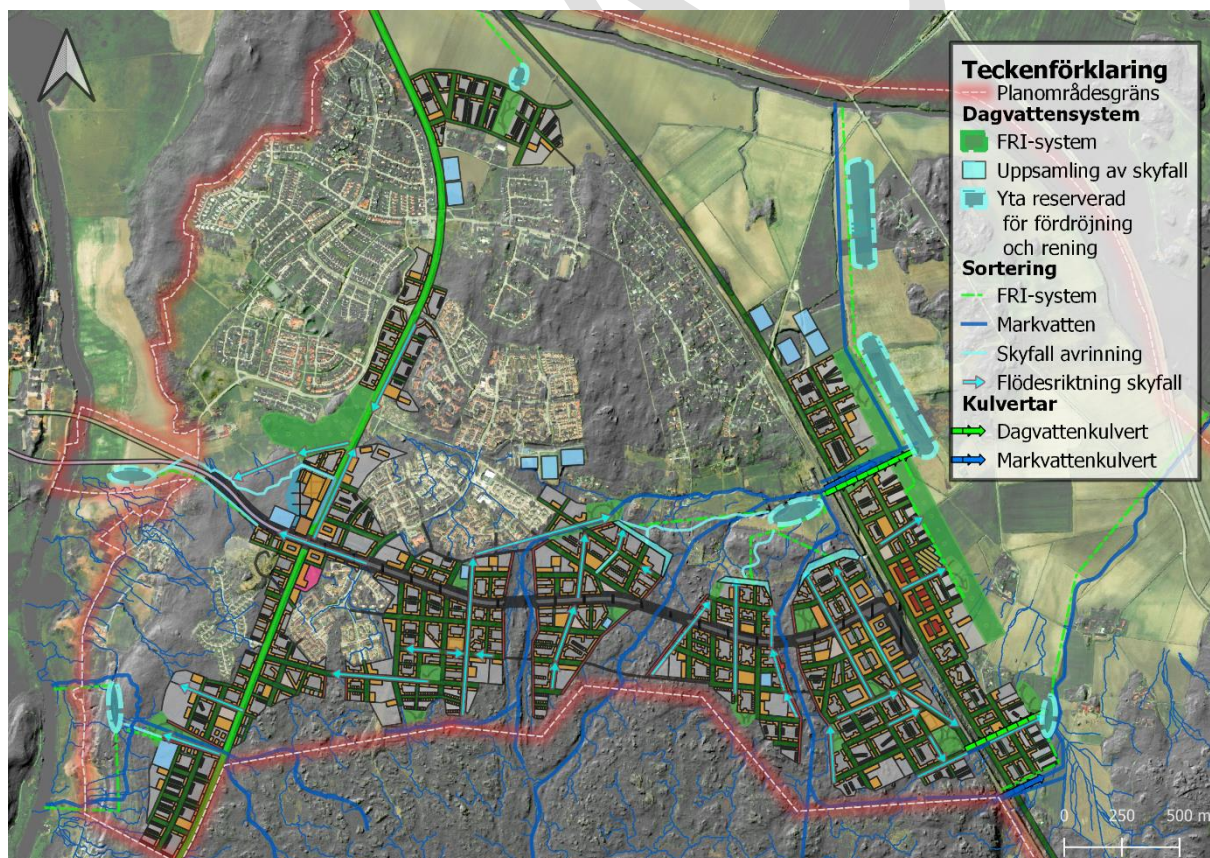 Teckenförklaring
Planområdesgräns
Dagvattensystem
FRI-system
Uppsamling av skyfall
Yta reserverad
för fördröjning
och rening
Sortering
FRI-system
Markvatten
Skyfall avrinning
Flödesriktning skyfall
Kulvertar
Dagvattenkulvert
Markvattenkulvert
0 250 500 m